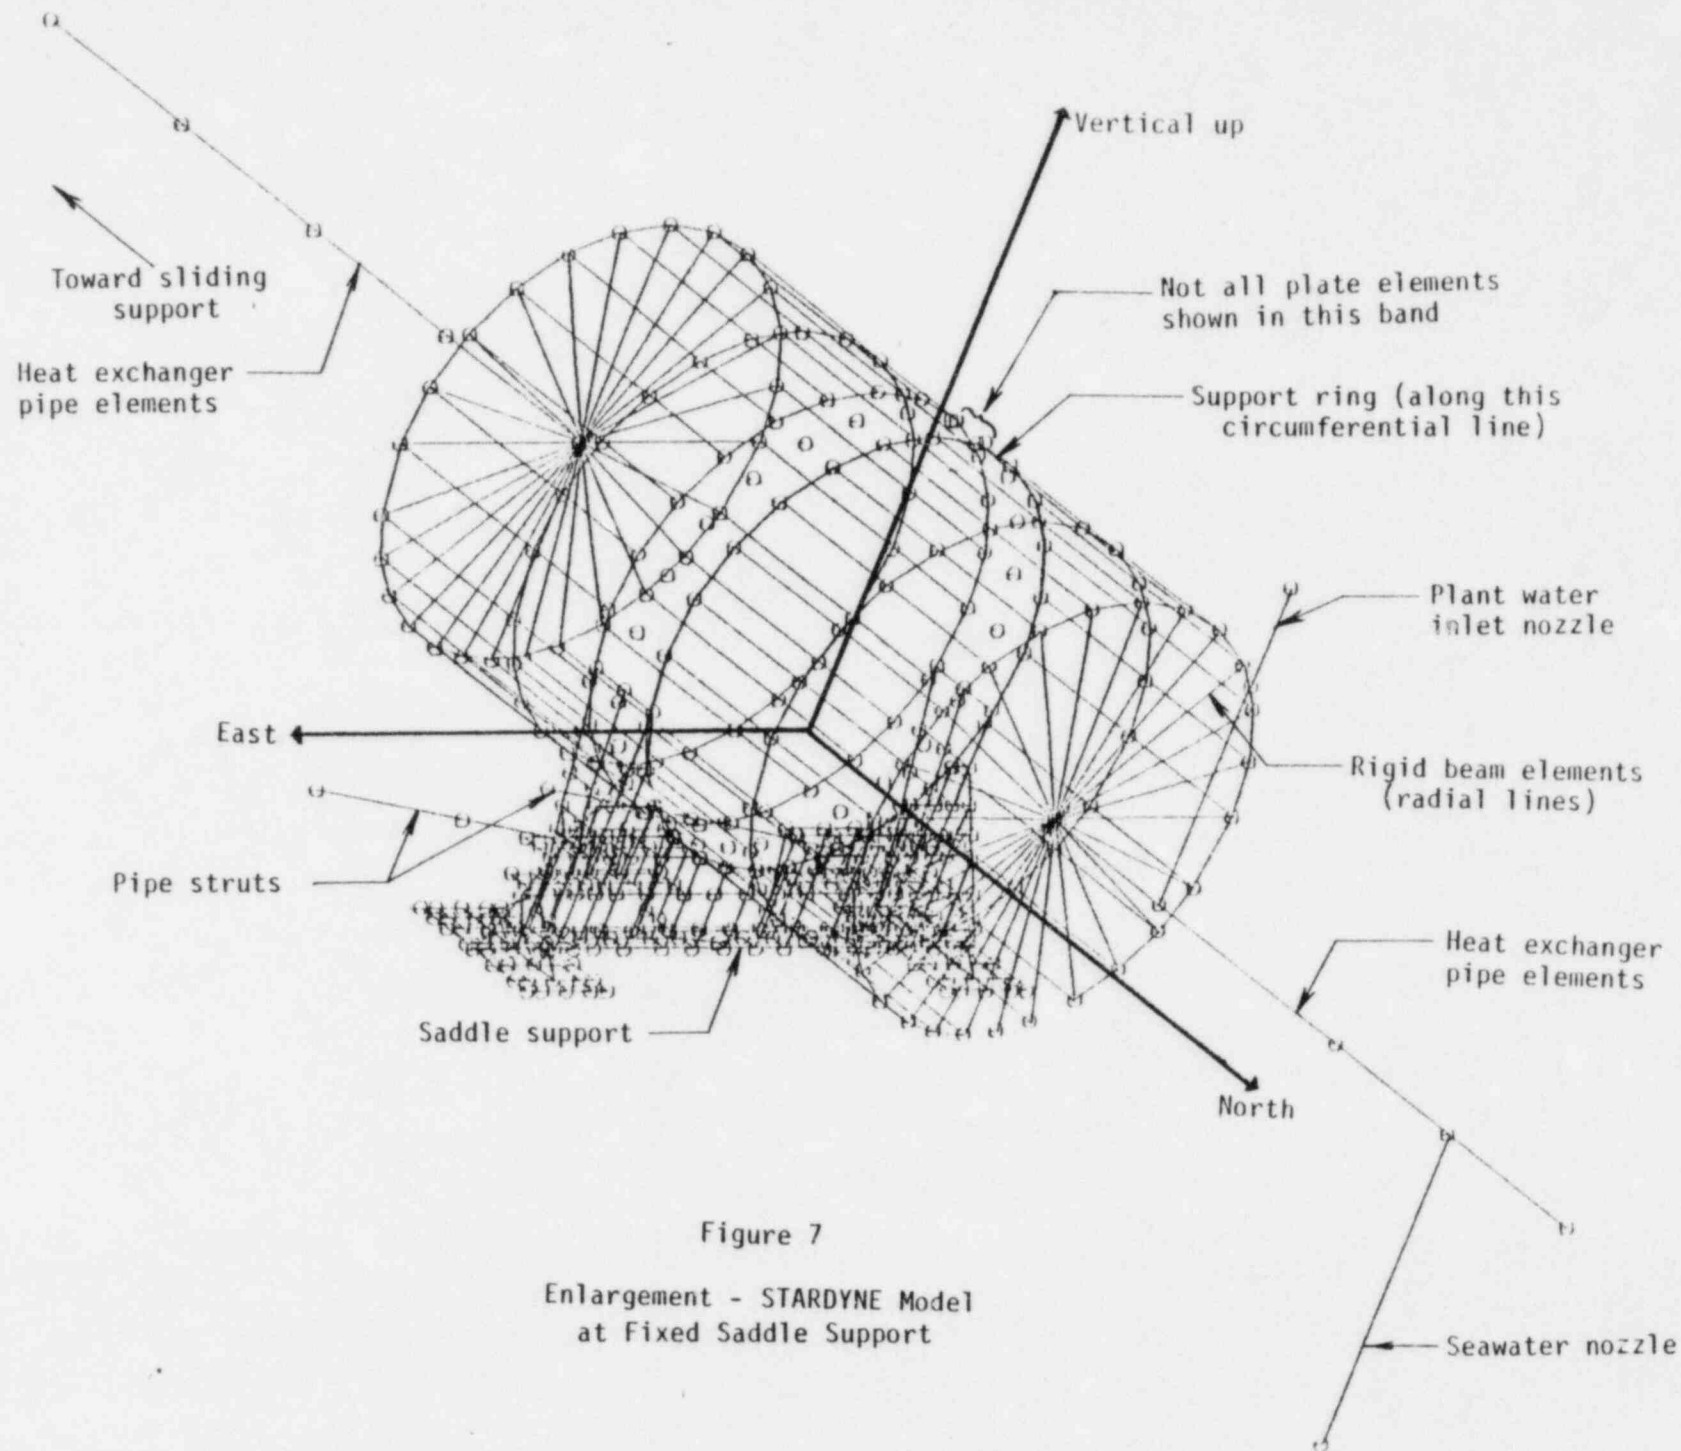 Vertical up
Toward sliding
support
Not all plate elements
shown in this band
Heat exchanger
pipe elements
Support ring (along this
circumferential line)
Plant water
inlet nozzle
East
Rigid beam elements
(radial lines)
Pipe struts
Heat exchanger
pipe elements
Saddle support
North
Figure 7
Enlargement - STARDYNE Model
at Fixed Saddle Support
Seawater nozzle